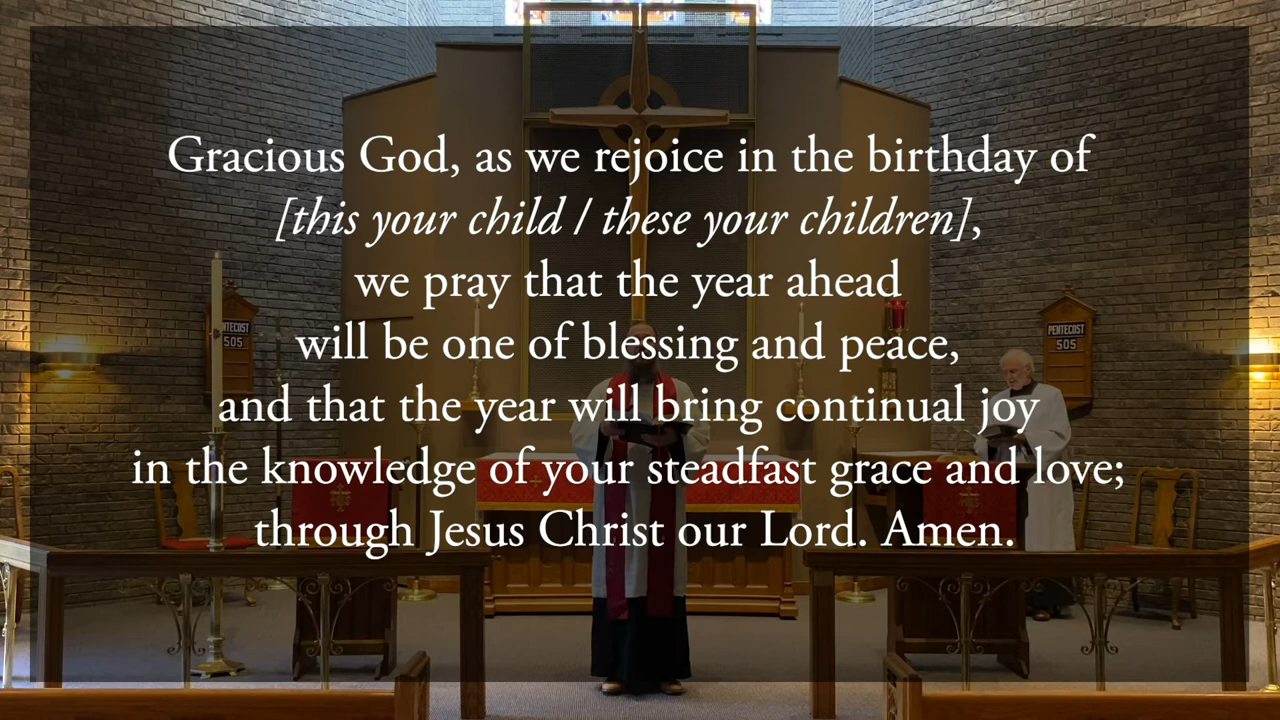 Gracious God, as we rejoice in the birthday of
[this your child / these your children],
we pray that the year ahead
will be one of blessing and peace,
and that the year will bring continual joy
in the knowledge of your steadfast grace and love;
through Jesus Christ our Lord. Amen.
NTECOST
505
PENTECOST
505